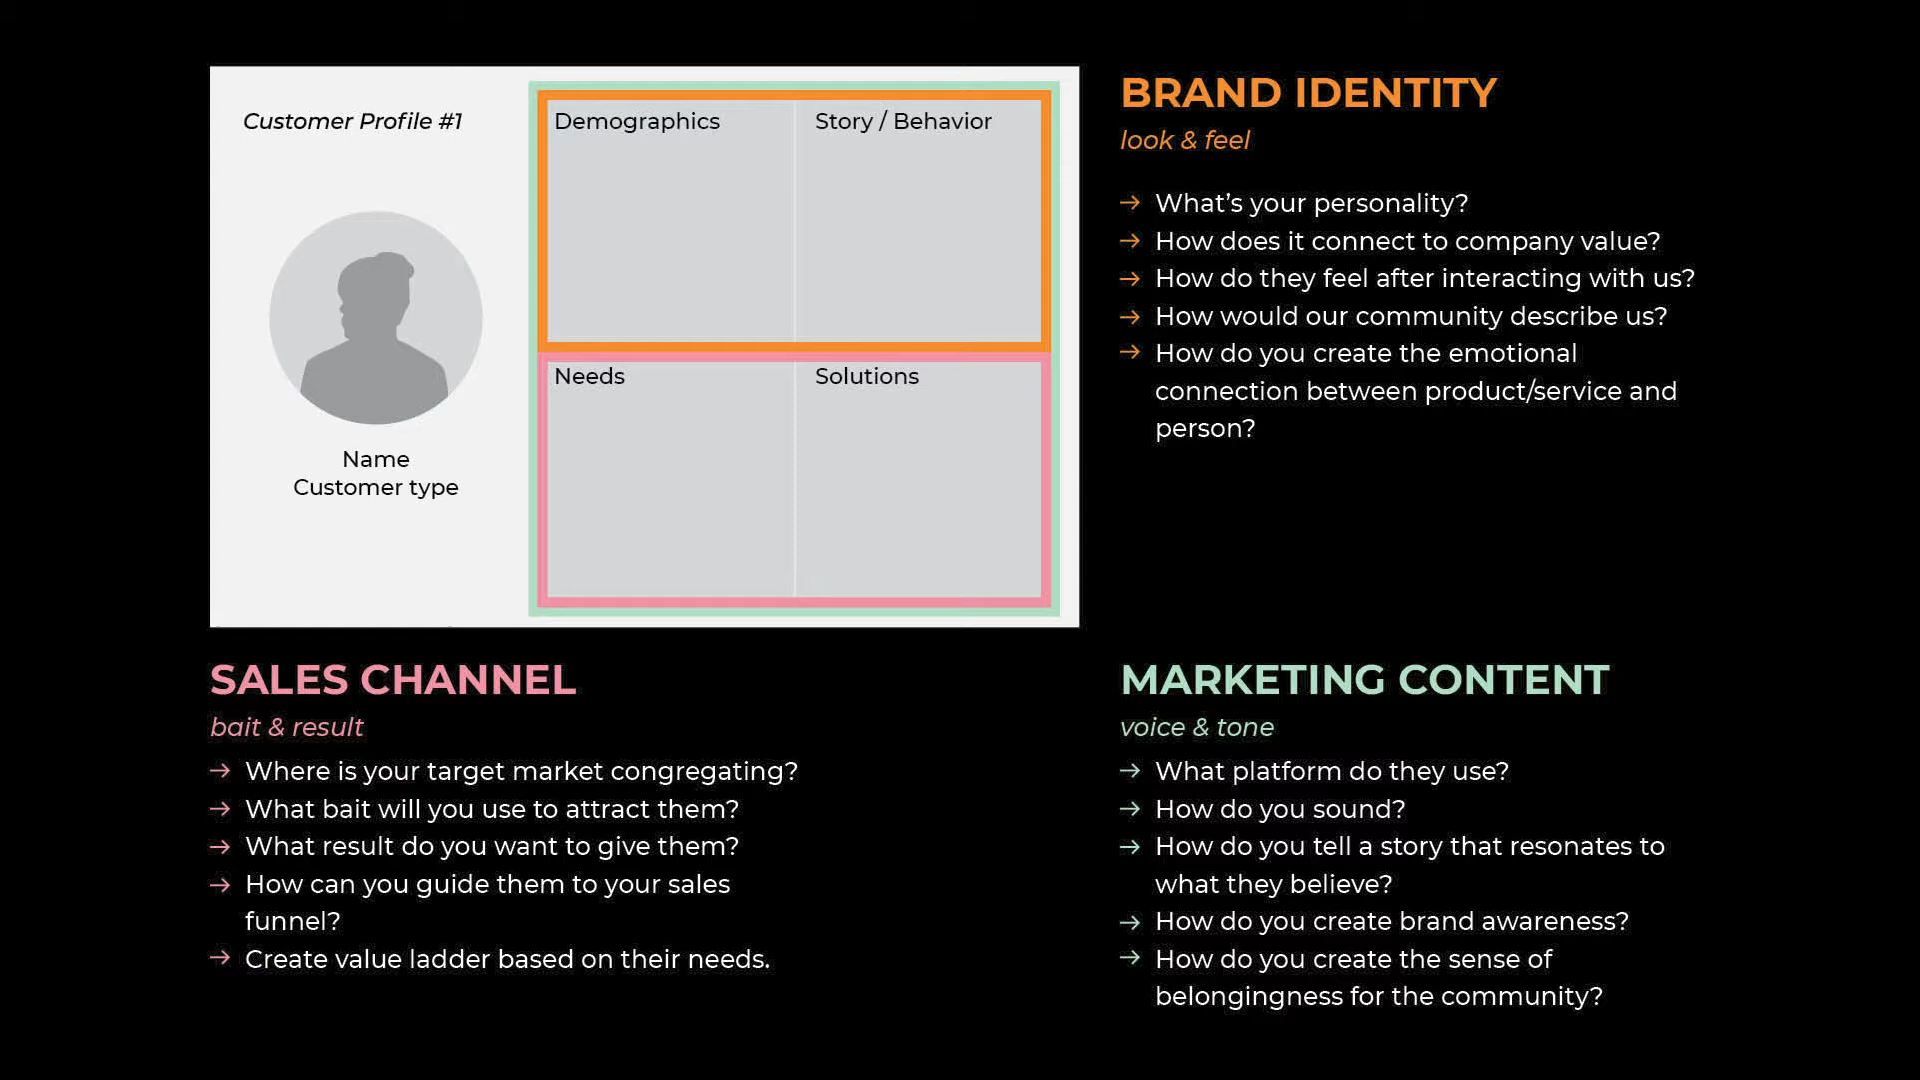 Customer Profile #1
Name
Customer type
Demographics
Story / Behavior
Needs
Solutions
BRAND IDENTITY
look & feel
→ What’s your personality?
→ How does it connect to company value?
→ How do they feel after interacting with us?
→ How would our community describe us?
→ How do you create the emotional
connection between product/service and
person?
SALES CHANNEL
bait & result
→ Where is your target market congregating?
→ What bait will you use to attract them?
→ What result do you want to give them?
→ How can you guide them to your sales
funnel?
→ Create value ladder based on their needs.
MARKETING CONTENT
voice & tone
→ What platform do they use?
→ How do you sound?
→ How do you tell a story that resonates to
what they believe?
→ How do you create brand awareness?
→ How do you create the sense of
belongingness for the community?